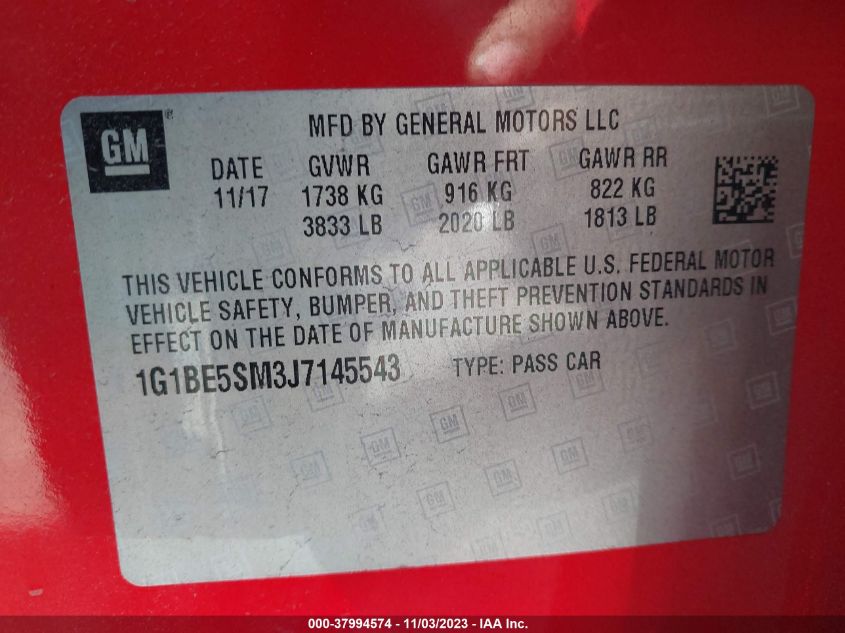 GM ®
MFD BY GENERAL MOTORS LLC
DATE GVWR GAWR FRT GAWR RR
11/17 1738 KG 916 KG 822 KG
3833 LB 2020 LB 1813 LB
THIS VEHICLE CONFORMS TO ALL APPLICABLE U.S. FEDERAL MOTOR
VEHICLE SAFETY, BUMPER, AND THEFT PREVENTION STANDARDS IN
EFFECT ON THE DATE OF MANUFACTURE SHOWN ABOVE.
1G1BE5SM3J7145543 TYPE: PASS CAR
000-37994574 - 11/03/2023 - IAA Inc.